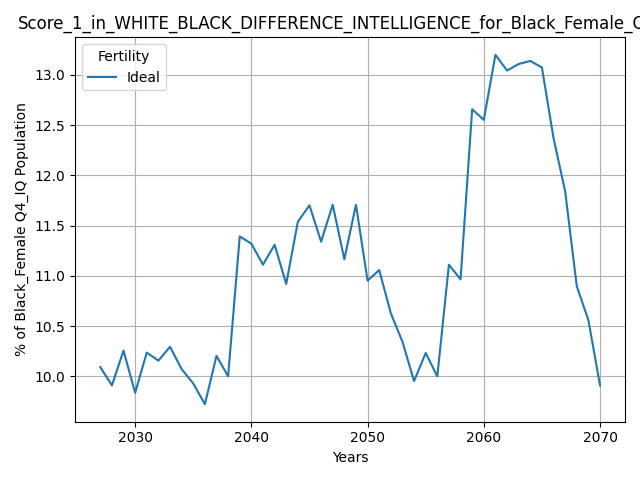 Score_1_in_WHITE_BLACK_DIFFERENCE_INTELLIGENCE_for_Black_Female_
Fertility
Ideal
% of Black_Female Q4_IQ Population
13.0
12.5
12.0
11.5
11.0
10.5
10.0
2030 2040 2050 2060 2070
Years